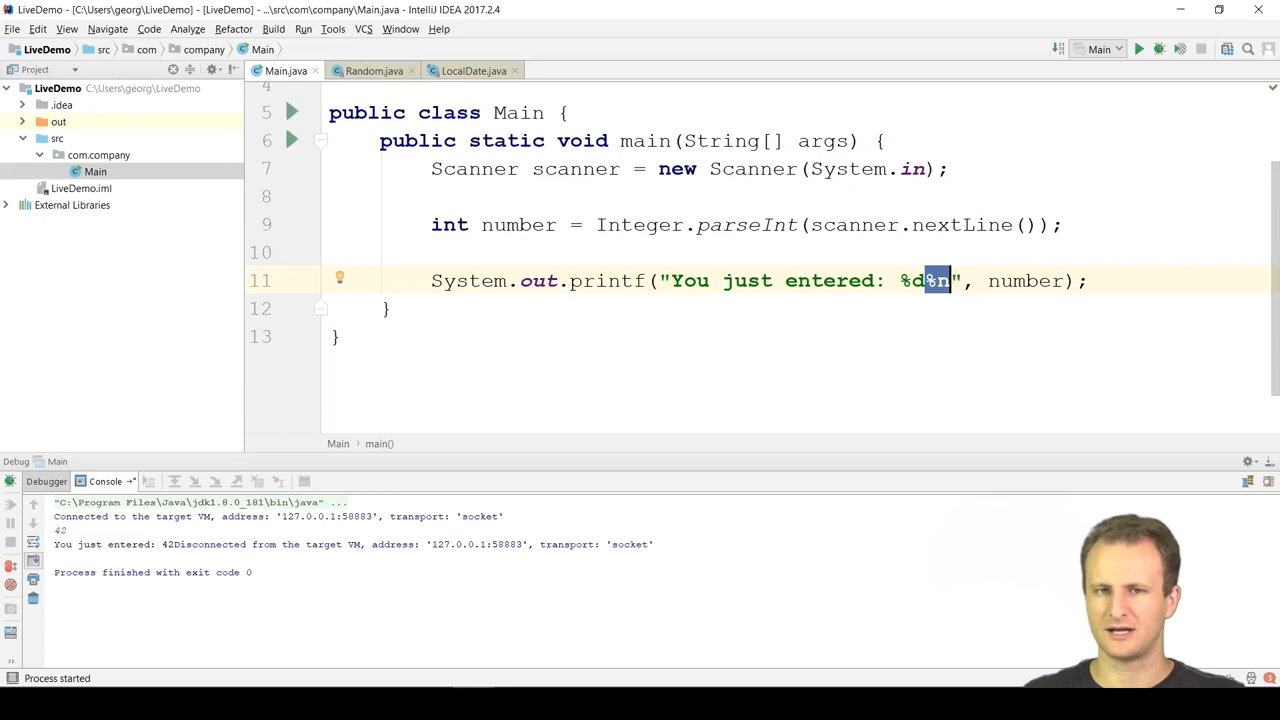 LiveDemo - [C:\Users\georg\LiveDemo] - [LiveDemo] - ...\src\com\company\Main.java - IntelliJ IDEA 2017.2.4
File Edit View Navigate Code Analyze Refactor Build Run Tools VCS Window Help
LiveDemo src com company Main Main
Project Main.java Random.java LocalDate.java
LiveDemo C:\Users\georg\LiveDemo
.idea
out
src
com.company
Main
LiveDemo.iml
External Libraries
4
5 public class Main {
6 public static void main(String[] args) {
7 Scanner scanner = new Scanner(System.in);
8
9 int number = Integer.parseInt(scanner.nextLine());
10
11 System.out.printf("You just entered: %d%n", number);
12 }
13 }
Main › main()
Debug Main
Debugger Console
"C:\Program Files\Java\jdk1.8.0_181\bin\java" ...
Connected to the target VM, address: '127.0.0.1:58883', transport: 'socket'
42
You just entered: 42Disconnected from the target VM, address: '127.0.0.1:58883', transport: 'socket'
Process finished with exit code 0
Process started 3